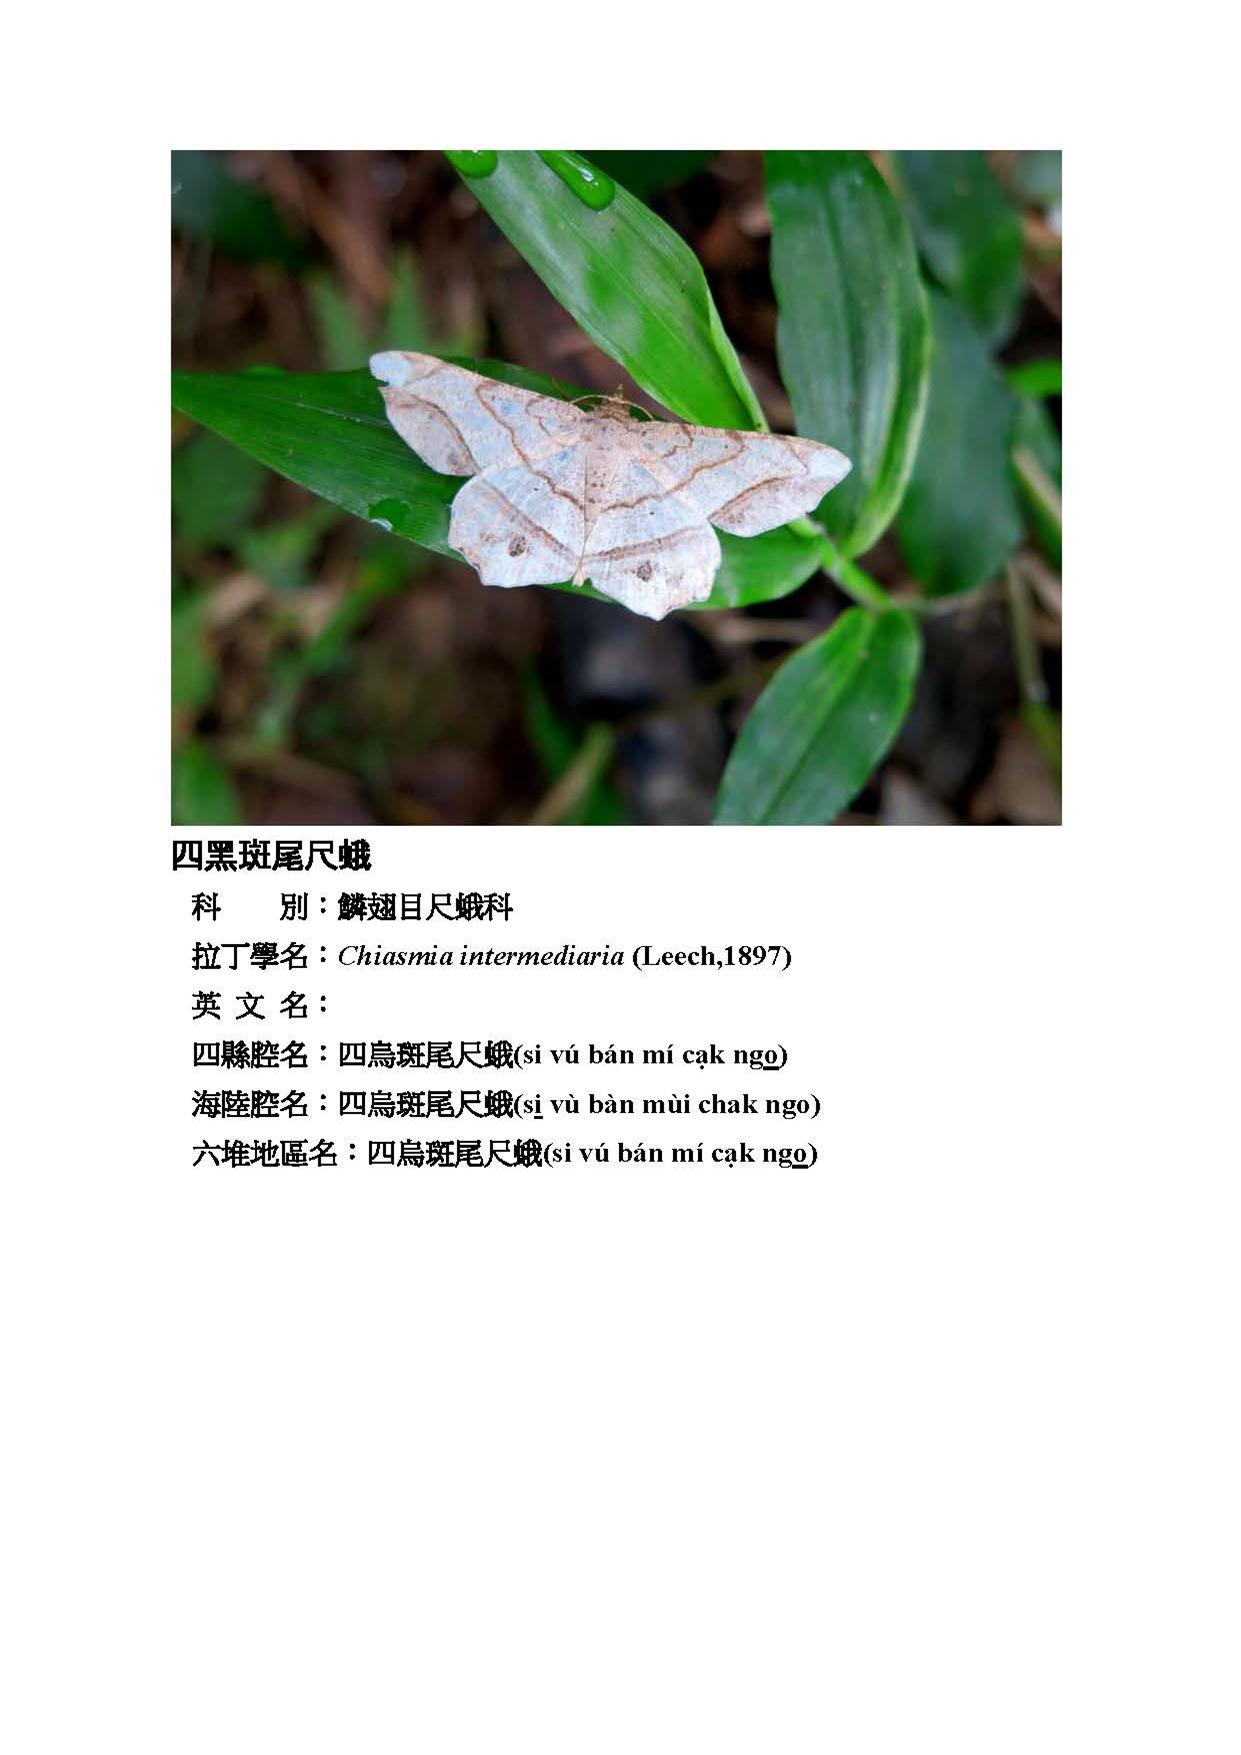 四黑斑尾尺蛾
科　　別：鱗翅目尺蛾科
拉丁學名：Chiasmia intermediaria (Leech,1897)
英 文 名：
四縣腔名：四烏斑尾尺蛾(si vú bán mí cạk ngo̲)
海陸腔名：四烏斑尾尺蛾(si̲ vù bàn mùi chak ngo)
六堆地區名：四烏斑尾尺蛾(si vú bán mí cạk ngo̲)